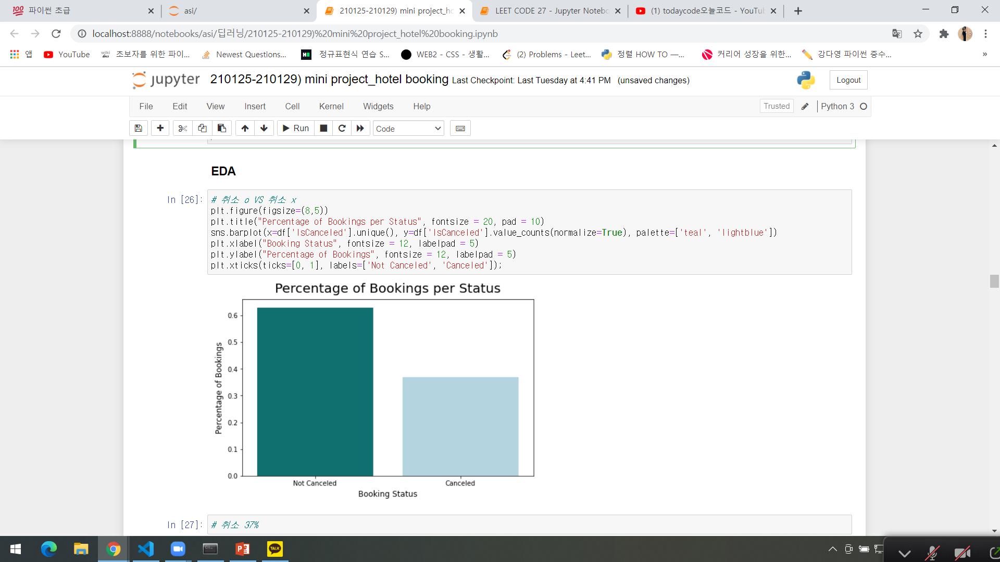 파이썬 초급
asi/
210125-210129) mini project_hc
LEET CODE 27 - Jupyter Notebo
(1) todaycode오늘코드 - YouTub
localhost:8888/notebooks/asi/딥러닝/210125-210129)%20mini%20project_hotel%20booking.ipynb
앱
YouTube
초보자를 위한 파이...
Newest Questions...
정규표현식 연습 S...
WEB2 - CSS - 생활...
(2) Problems - Leet...
정렬 HOW TO —...
커리어 성장을 위한...
강다영 파이썬 중수...
»
jupyter 210125-210129) mini project_hotel booking Last Checkpoint: Last Tuesday at 4:41 PM (unsaved changes)
Logout
File Edit View Insert Cell Kernel Widgets Help
Trusted
Python 3
Run
Code
EDA
In [26]:
# 취소 o VS 취소 x
plt.figure(figsize=(8,5))
plt.title("Percentage of Bookings per Status", fontsize = 20, pad = 10)
sns.barplot(x=df['IsCanceled'].unique(), y=df['IsCanceled'].value_counts(normalize=True), palette=['teal', 'lightblue'])
plt.xlabel("Booking Status", fontsize = 12, labelpad = 5)
plt.ylabel("Percentage of Bookings", fontsize = 12, labelpad = 5)
plt.xticks(ticks=[0, 1], labels=['Not Canceled', 'Canceled']);
Percentage of Bookings per Status
Percentage of Bookings
0.6
0.5
0.4
0.3
0.2
0.1
0.0
Not Canceled
Canceled
Booking Status
In [27]:
# 취소 37%
TALK